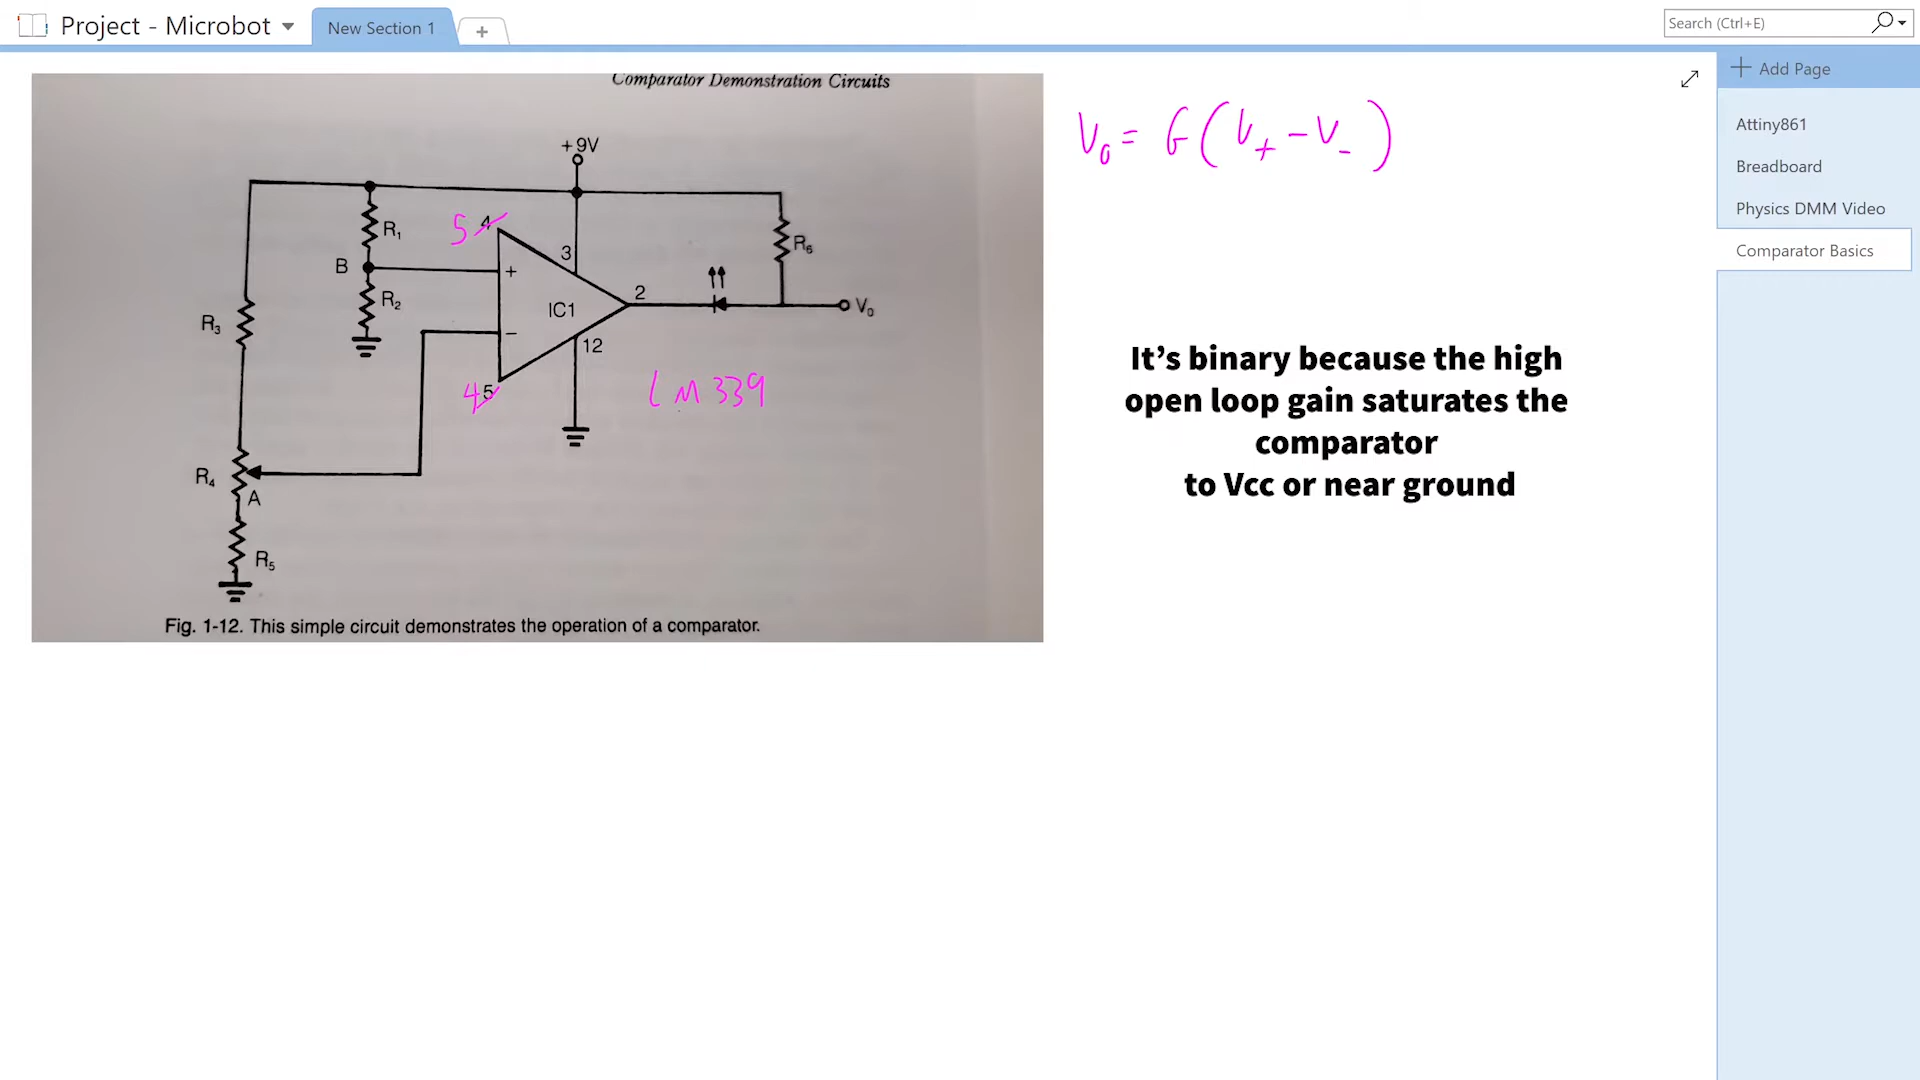 Project - Microbot
New Section 1
+
Search (Ctrl+E)
Add Page
Attiny861
Breadboard
Physics DMM Video
Comparator Basics
Comparator Demonstration Circuits
+9V
R1
B
R2
5 4
+
3
IC1
2
R6
Vo
−
12
4 5
LM339
R3
R4
A
R5
Fig. 1-12. This simple circuit demonstrates the operation of a comparator.
Vo = G(V+ − V−)
It’s binary because the high
open loop gain saturates the
comparator
to Vcc or near ground